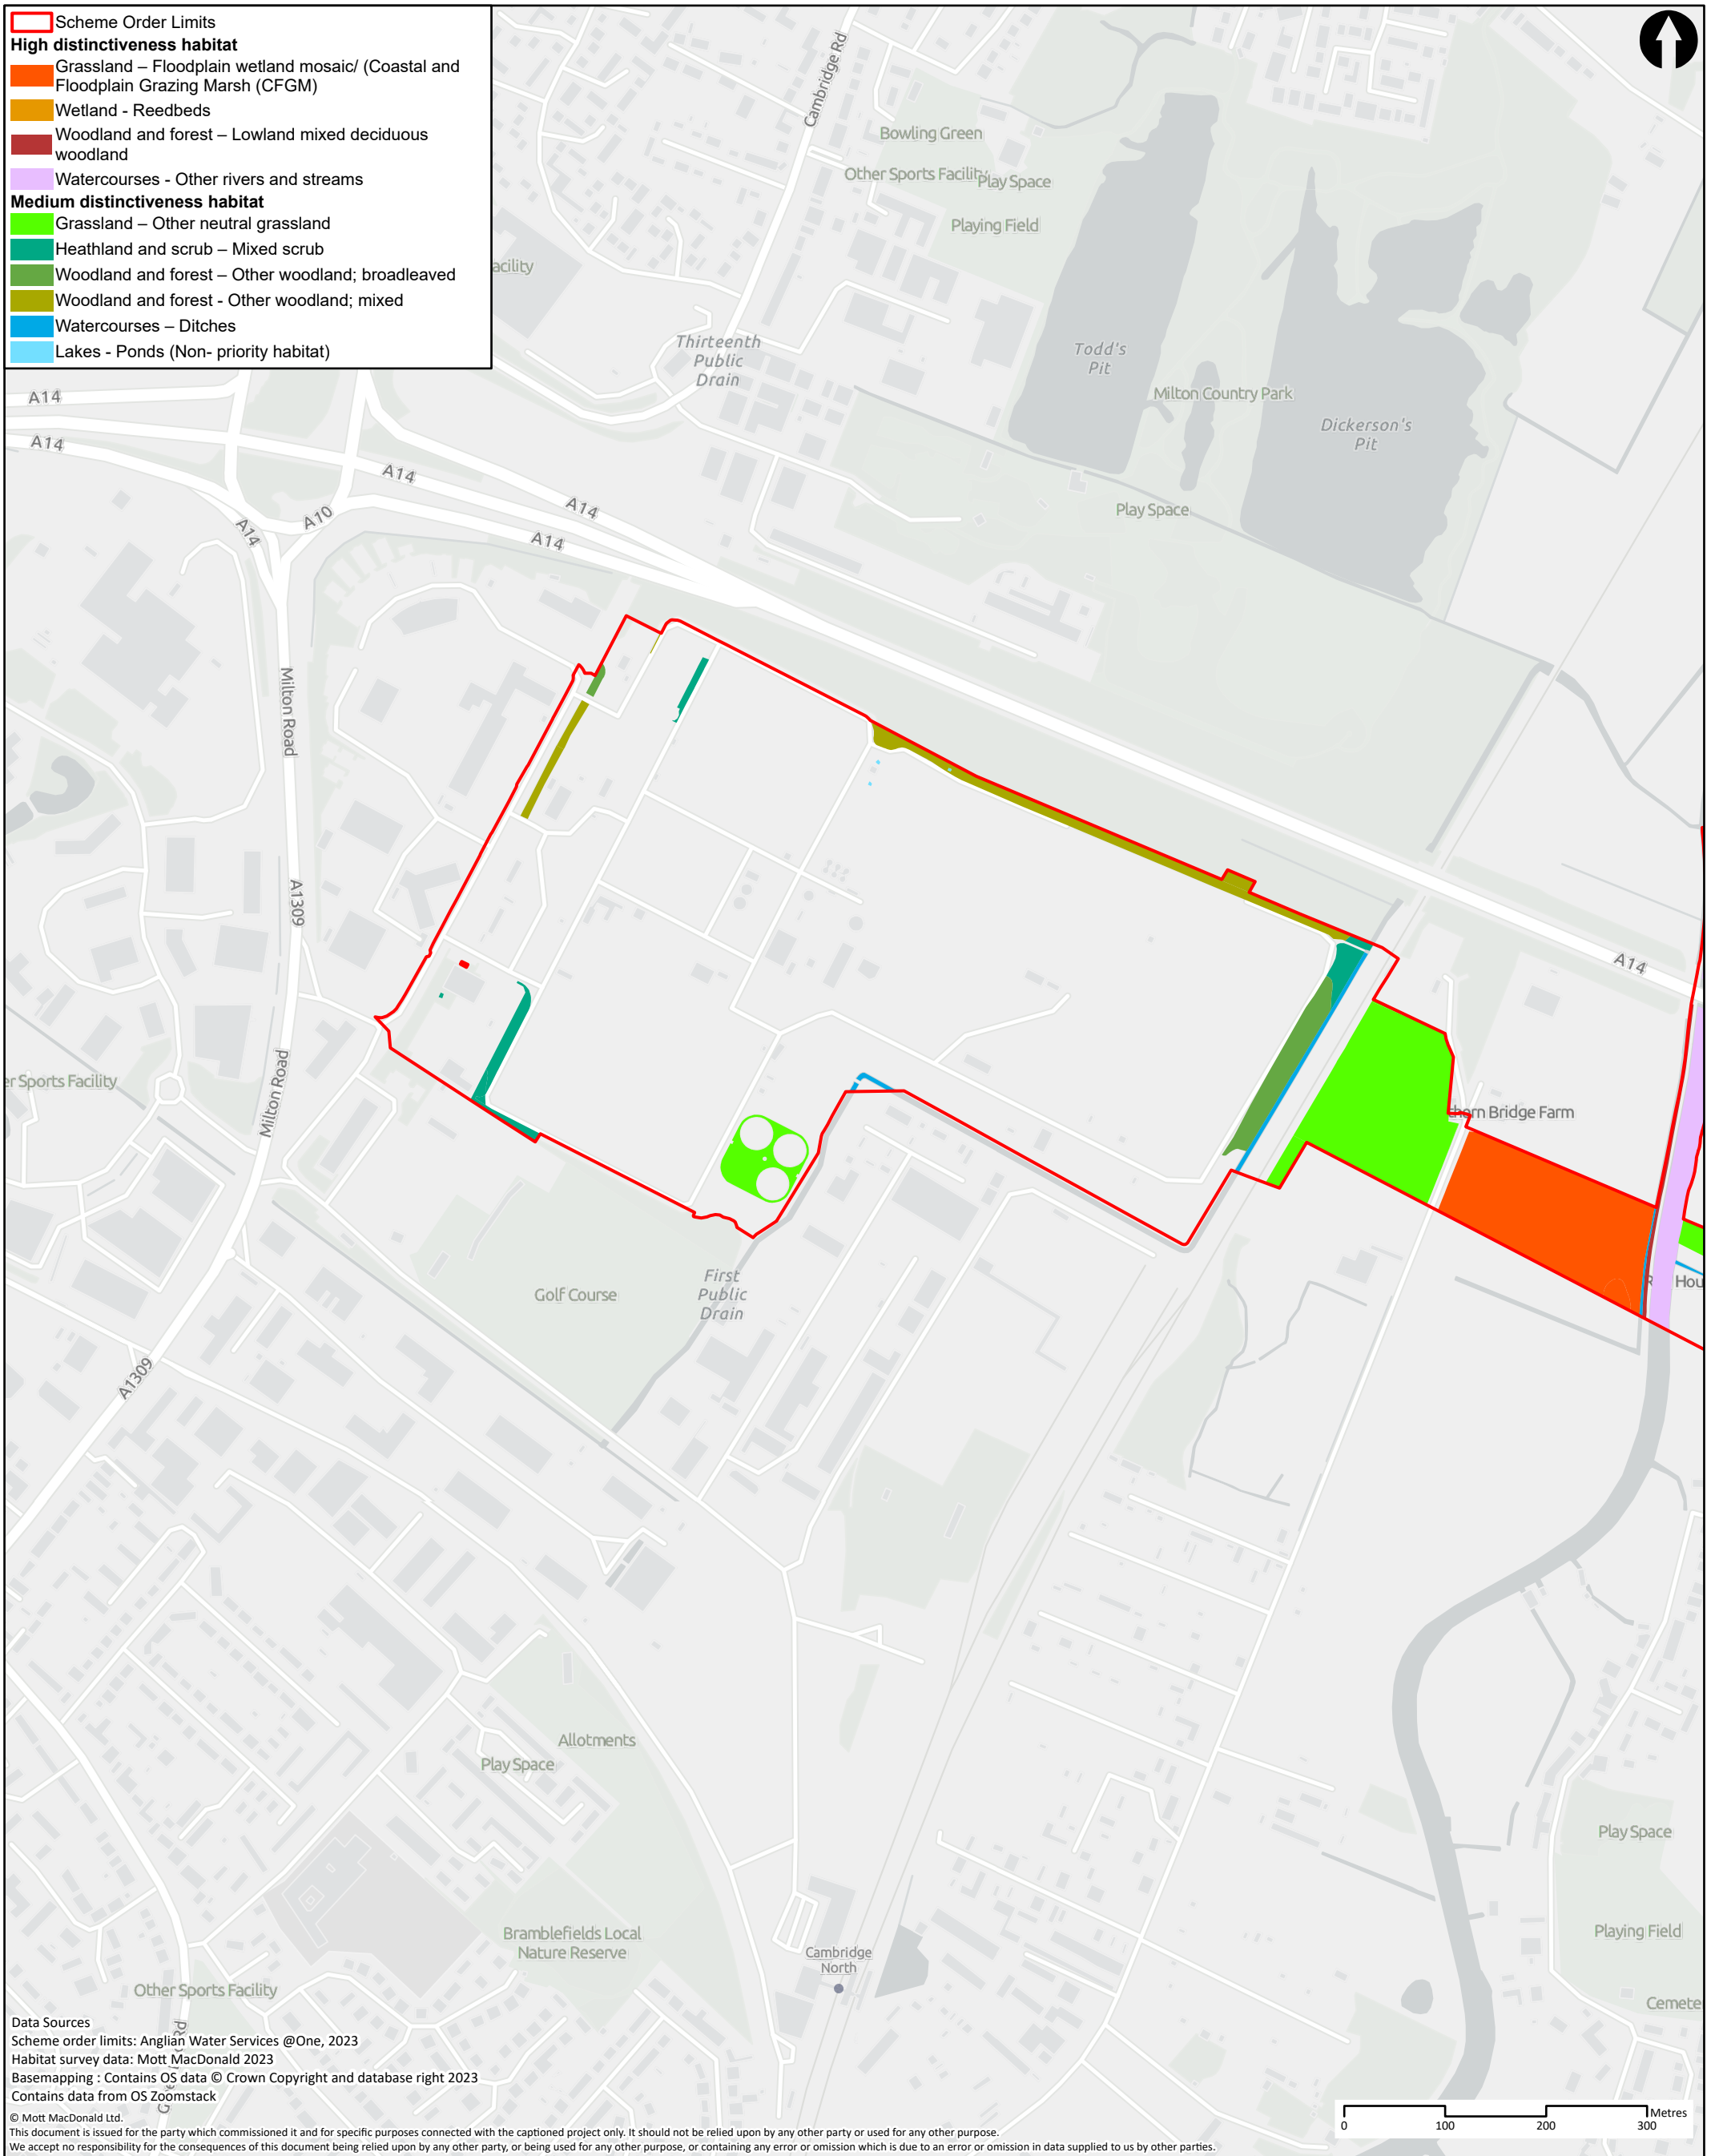 Scheme Order Limits
High distinctiveness habitat
Grassland – Floodplain wetland mosaic/ (Coastal and
Floodplain Grazing Marsh (CFGM)
Wetland - Reedbeds
Woodland and forest – Lowland mixed deciduous
woodland
Watercourses - Other rivers and streams
Medium distinctiveness habitat
Grassland – Other neutral grassland
Heathland and scrub – Mixed scrub
Woodland and forest – Other woodland; broadleaved
Woodland and forest - Other woodland; mixed
Watercourses – Ditches
Lakes - Ponds (Non- priority habitat)
Cambridge Rd
Bowling Green
Other Sports Facility
Play Space
Playing Field
acility
Thirteenth
Public
Drain
Todd's
Pit
Milton Country Park
Dickerson's
Pit
Play Space
A14
A14
A14
A14
A14
A14
A10
Milton Road
A1309
A14
er Sports Facility
Milton Road
horn Bridge Farm
Hou
Golf Course
First
Public
Drain
A1309
Allotments
Play Space
Play Space
Bramblefields Local
Nature Reserve
Cambridge
North
Playing Field
Other Sports Facility
Cemete
Data Sources
Scheme order limits: Anglian Water Services @One, 2023
Habitat survey data: Mott MacDonald 2023
Basemapping : Contains OS data © Crown Copyright and database right 2023
Contains data from OS Zoomstack
© Mott MacDonald Ltd.
This document is issued for the party which commissioned it and for specific purposes connected with the captioned project only. It should not be relied upon by any other party or used for any other purpose.
We accept no responsibility for the consequences of this document being relied upon by any other party, or being used for any other purpose, or containing any error or omission which is due to an error or omission in data supplied to us by other parties.
Metres
0 100 200 300